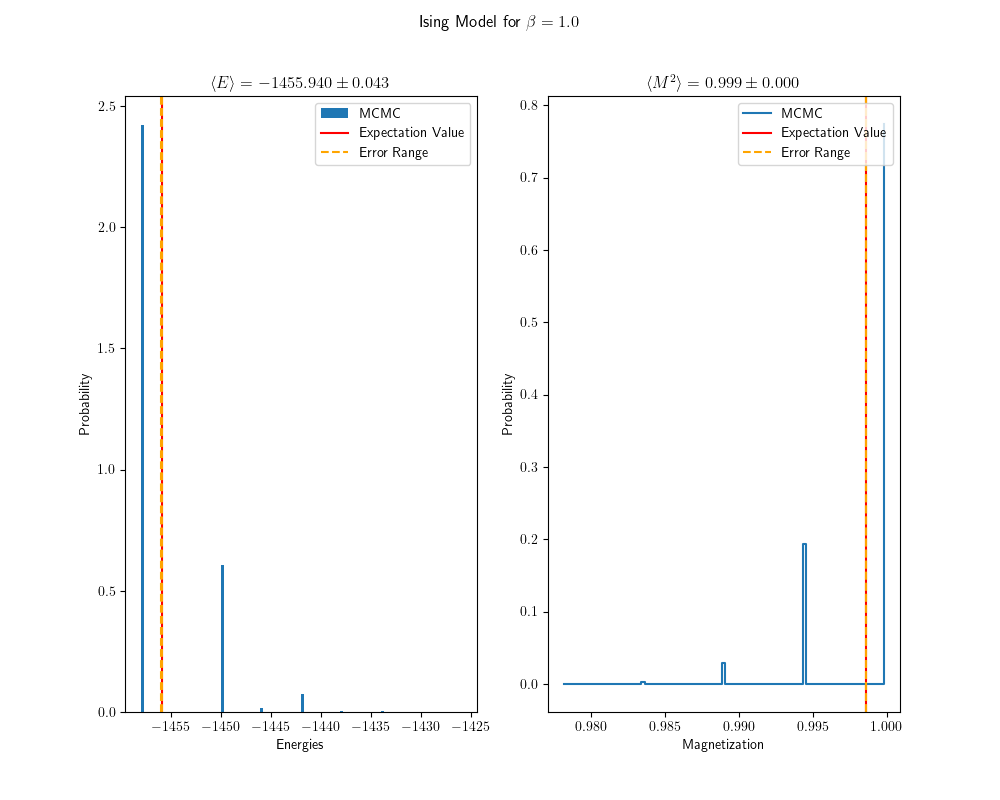 Ising Model for β = 1.0
⟨E⟩ = −1455.940 ± 0.043
MCMC
Expectation Value
Error Range
2.5
2.0
1.5
1.0
0.5
0.0
Probability
−1455
−1450
−1445
−1440
−1435
−1430
−1425
Energies
⟨M²⟩ = 0.999 ± 0.000
MCMC
Expectation Value
Error Range
0.8
0.7
0.6
0.5
0.4
0.3
0.2
0.1
0.0
Probability
0.980
0.985
0.990
0.995
1.000
Magnetization